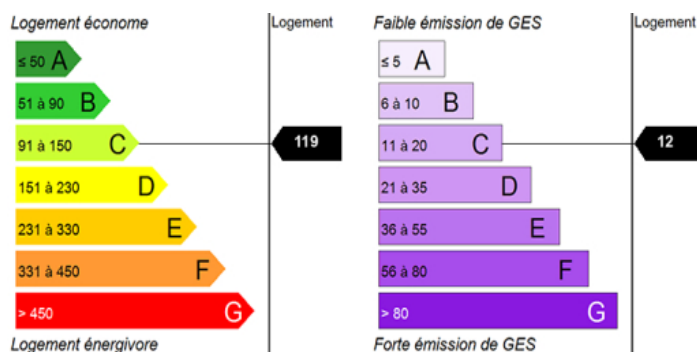 Logement économe
Logement
≤ 50 A
51 à 90 B
91 à 150 C
119
151 à 230 D
231 à 330 E
331 à 450 F
> 450 G
Logement énergivore
Faible émission de GES
Logement
≤ 5 A
6 à 10 B
11 à 20 C
12
21 à 35 D
36 à 55 E
56 à 80 F
> 80 G
Forte émission de GES